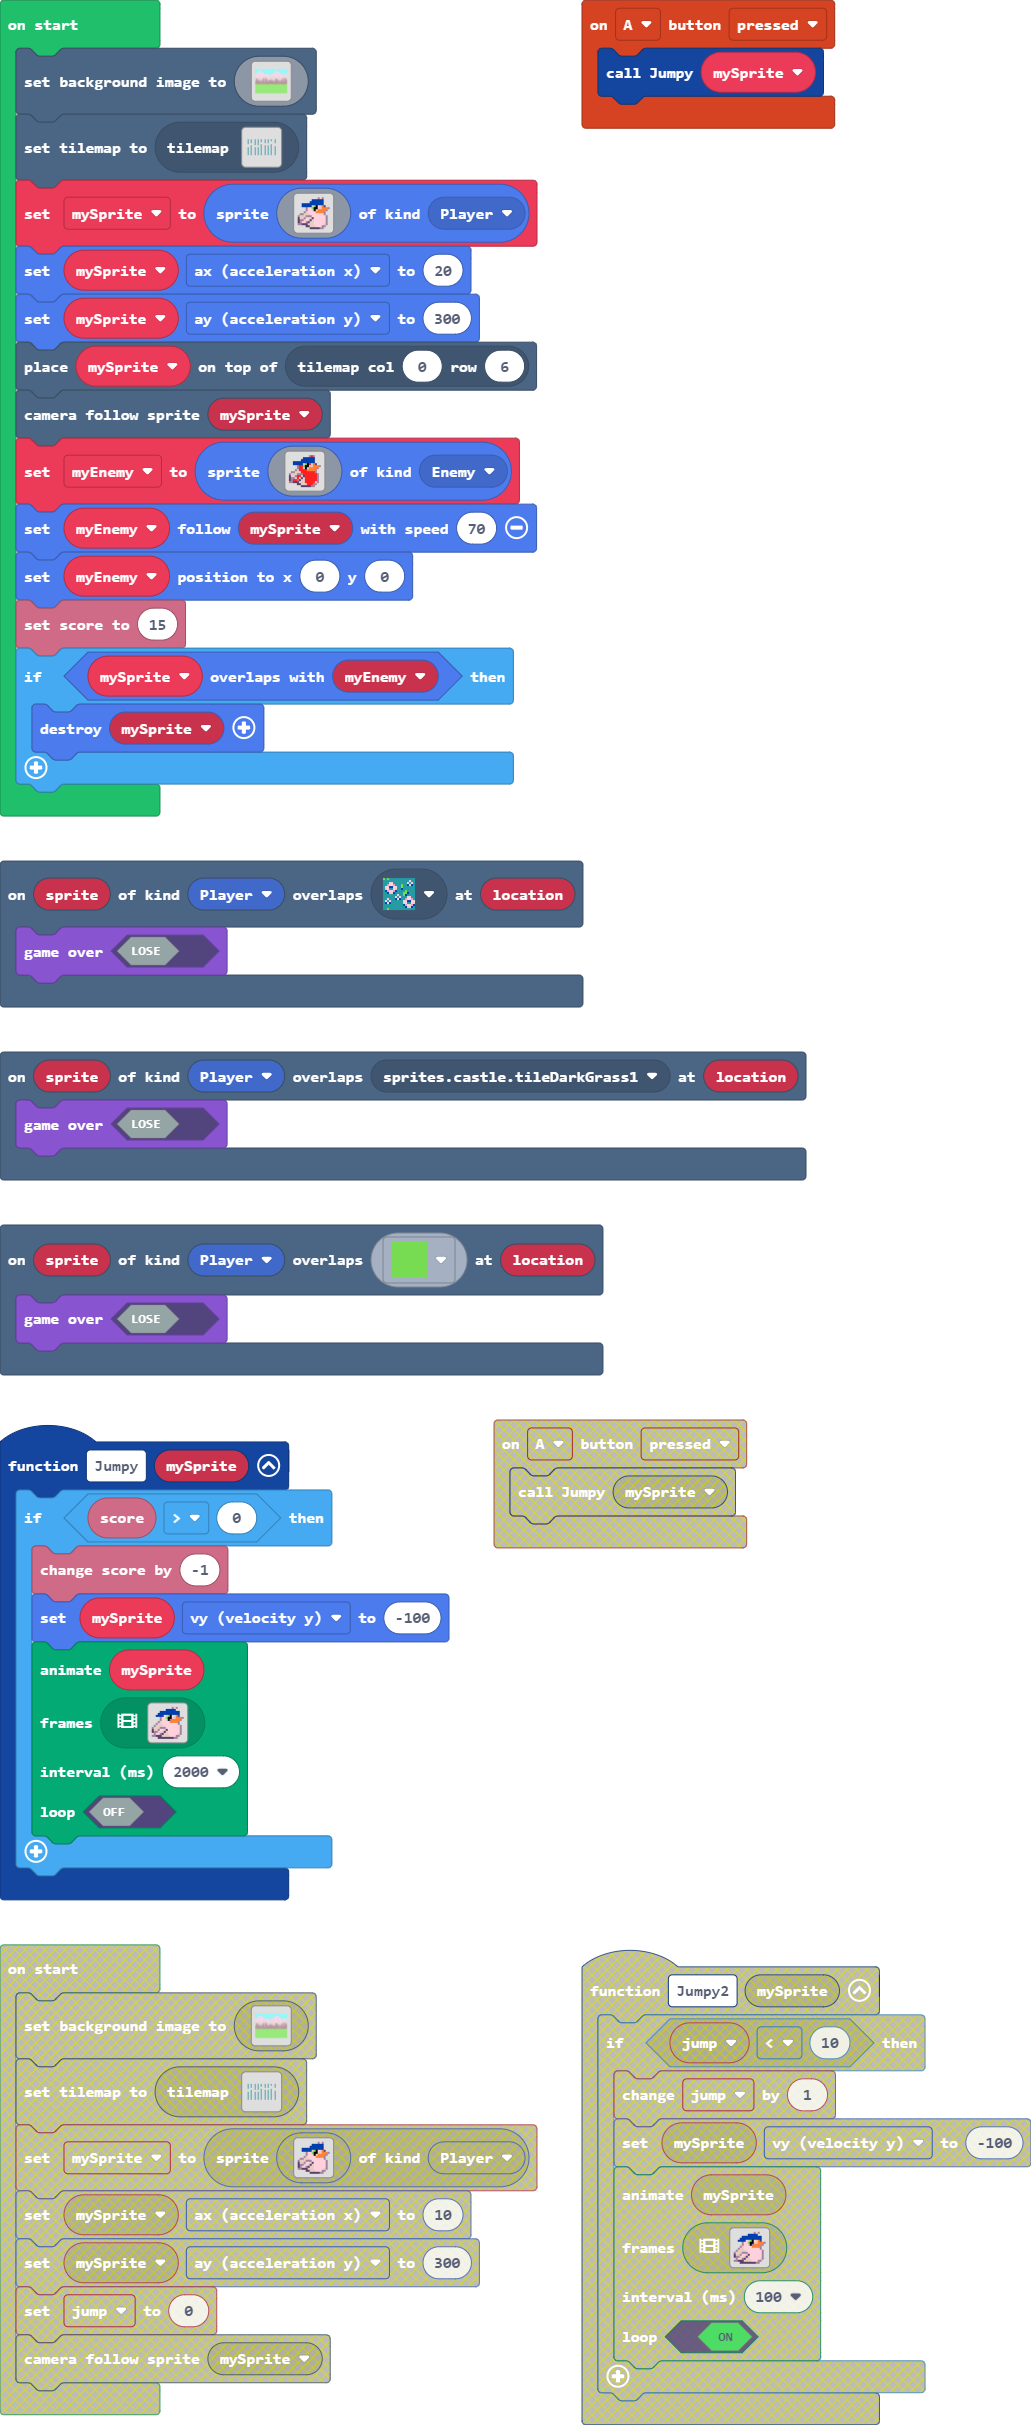 on start
set background image to
set tilemap to tilemap
set mySprite to sprite of kind Player
set mySprite ax (acceleration x) to 20
set mySprite ay (acceleration y) to 300
place mySprite on top of tilemap col 0 row 6
camera follow sprite mySprite
set myEnemy to sprite of kind Enemy
set myEnemy follow mySprite with speed 70
set myEnemy position to x 0 y 0
set score to 15
if mySprite overlaps with myEnemy then
destroy mySprite
on A button pressed
call Jumpy mySprite
on sprite of kind Player overlaps at location
game over LOSE
on sprite of kind Player overlaps sprites.castle.tileDarkGrass1 at location
game over LOSE
on sprite of kind Player overlaps at location
game over LOSE
function Jumpy mySprite
if score > 0 then
change score by -1
set mySprite vy (velocity y) to -100
animate mySprite
frames
interval (ms) 2000
loop OFF
on A button pressed
call Jumpy mySprite
on start
set background image to
set tilemap to tilemap
set mySprite to sprite of kind Player
set mySprite ax (acceleration x) to 10
set mySprite ay (acceleration y) to 300
set jump to 0
camera follow sprite mySprite
function Jumpy2 mySprite
if jump < 10 then
change jump by 1
set mySprite vy (velocity y) to -100
animate mySprite
frames
interval (ms) 100
loop ON